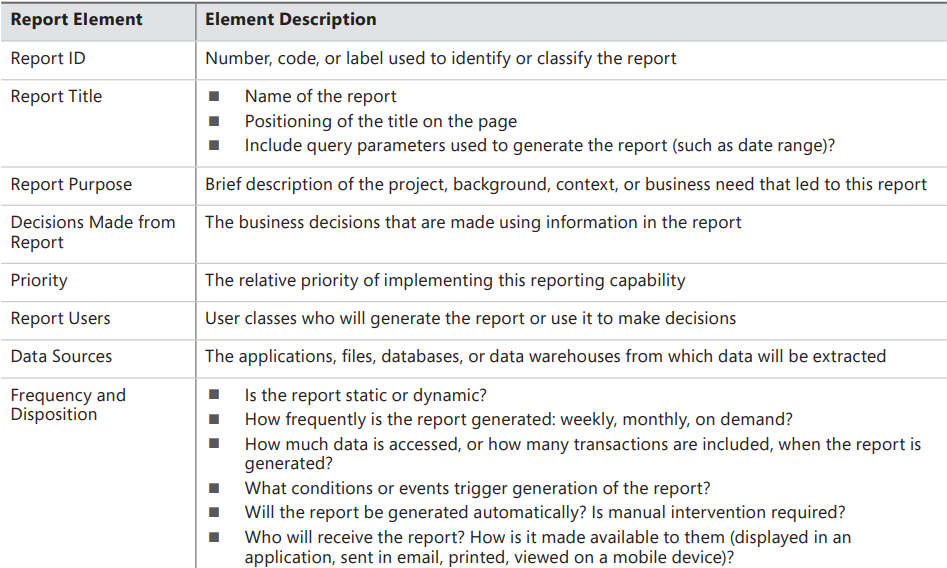 Report Element Element Description
Report ID Number, code, or label used to identify or classify the report
Report Title ■ Name of the report
■ Positioning of the title on the page
■ Include query parameters used to generate the report (such as date range)?
Report Purpose Brief description of the project, background, context, or business need that led to this report
Decisions Made from The business decisions that are made using information in the report
Report
Priority The relative priority of implementing this reporting capability
Report Users User classes who will generate the report or use it to make decisions
Data Sources The applications, files, databases, or data warehouses from which data will be extracted
Frequency and ■ Is the report static or dynamic?
Disposition
■ How frequently is the report generated: weekly, monthly, on demand?
■ How much data is accessed, or how many transactions are included, when the report is
generated?
■ What conditions or events trigger generation of the report?
■ Will the report be generated automatically? Is manual intervention required?
■ Who will receive the report? How is it made available to them (displayed in an
application, sent in email, printed, viewed on a mobile device)?